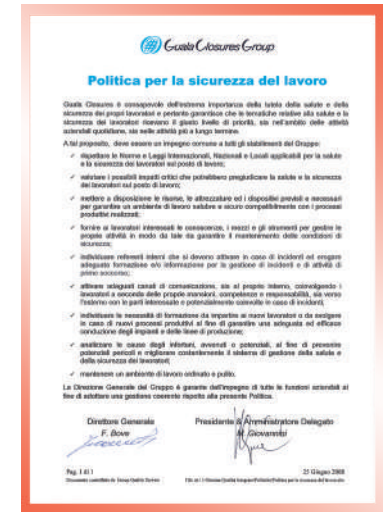 Guala Closures Group
Politica per la sicurezza del lavoro
Guala Closures è consapevole dell'estrema importanza della tutela della salute e della
sicurezza dei propri lavoratori e pertanto garantisce che le tematiche relative alla salute e la
sicurezza dei lavoratori ricevano il giusto livello di priorità, sia nell'ambito delle attività
aziendali quotidiane, sia nelle attività più a lungo termine.
A tal proposito, deve essere un impegno comune a tutti gli stabilimenti del Gruppo:
✓ rispettare le Norme e Leggi Internazionali, Nazionali e Locali applicabili per la salute
e la sicurezza dei lavoratori sul posto di lavoro;
✓ valutare i possibili impatti critici che potrebbero pregiudicare la salute e la sicurezza
dei lavoratori sul posto di lavoro;
✓ mettere a disposizione le risorse, le attrezzature ed i dispositivi previsti e necessari
per garantire un ambiente di lavoro salubre e sicuro compatibilmente con i processi
produttivi realizzati;
✓ fornire ai lavoratori interessati le conoscenze, i mezzi e gli strumenti per gestire le
proprie attività in modo da tale da garantire il mantenimento delle condizioni di
sicurezza;
✓ individuare referenti interni che si devono attivare in caso di incidenti ed erogare
adeguata formazione e/o informazione per la gestione di incidenti e di attività di
primo soccorso;
✓ attivare adeguati canali di comunicazione, sia al proprio interno, coinvolgendo i
lavoratori a seconda delle proprie mansioni, competenze e responsabilità, sia verso
l'esterno con le parti interessate e potenzialmente coinvolte in caso di incidenti;
✓ individuare le necessità di formazione da impartire ai nuovi lavoratori o da svolgere
in caso di nuovi processi produttivi al fine di garantire una adeguata ed efficace
conduzione degli impianti e delle linee di produzione;
✓ analizzare le cause degli infortuni, avvenuti o potenziali, al fine di prevenire
potenziali pericoli e migliorare costantemente il sistema di gestione della salute e
della sicurezza dei lavoratori;
✓ mantenere un ambiente di lavoro ordinato e pulito.
La Direzione Generale del Gruppo è garante dell'impegno di tutte le funzioni aziendali al
fine di adottare una gestione coerente rispetto alla presente Politica.
Direttore Generale Presidente & Amministratore Delegato
F. Bove M. Giovannini
Pag. 1 di 1 23 Giugno 2008